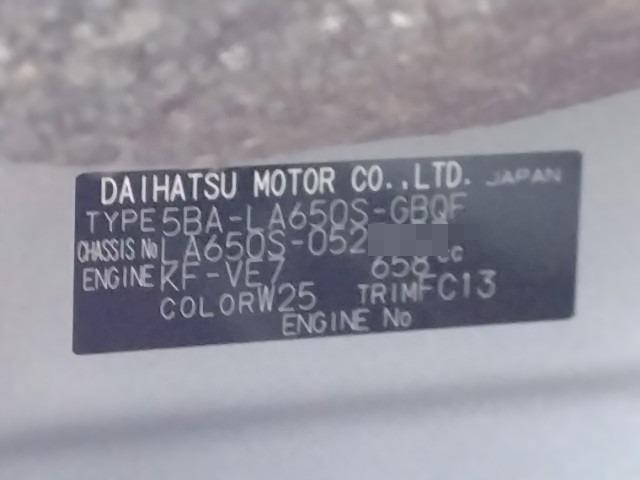 DAIHATSU MOTOR CO.,LTD. JAPAN
TYPE 5BA-LA650S-GBQF
CHASSIS No LA650S-052
ENGINE KF-VE7 658cc
COLOR W25 TRIM FC13
ENGINE No